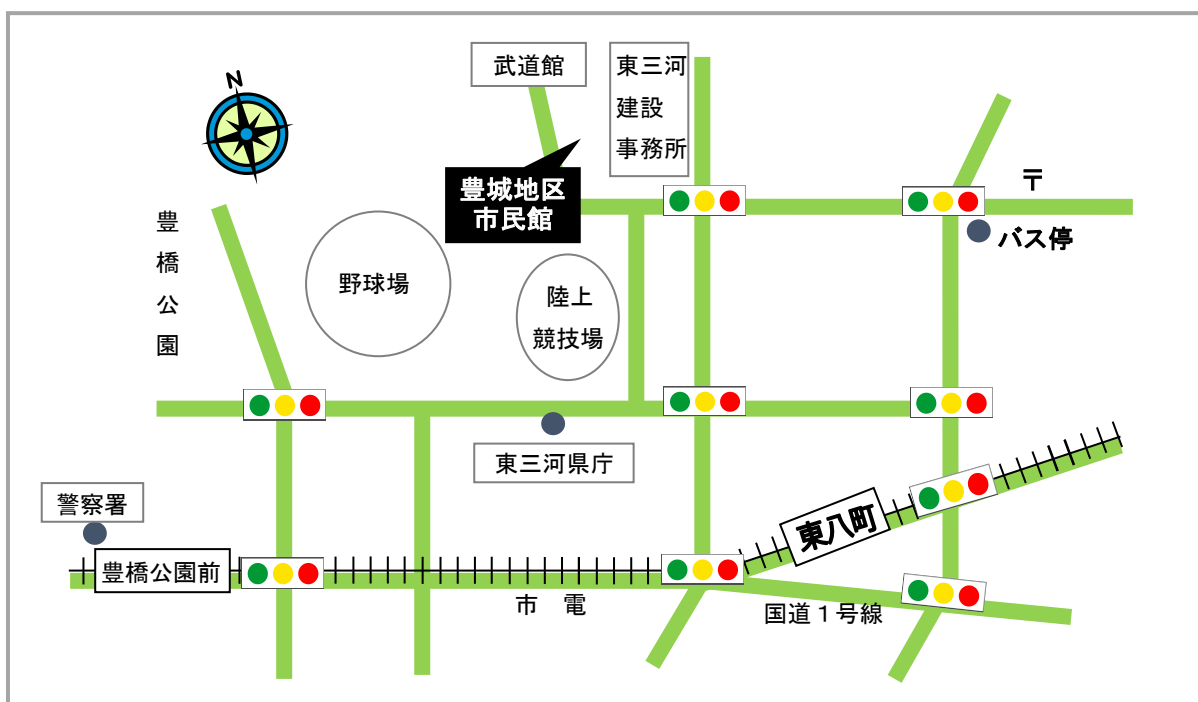 N
武道館
東三河
建設
事務所
豊城地区
市民館
〒
バス停
豊橋公園
野球場
陸上
競技場
東三河県庁
警察署
豊橋公園前
東八町
市電
国道１号線